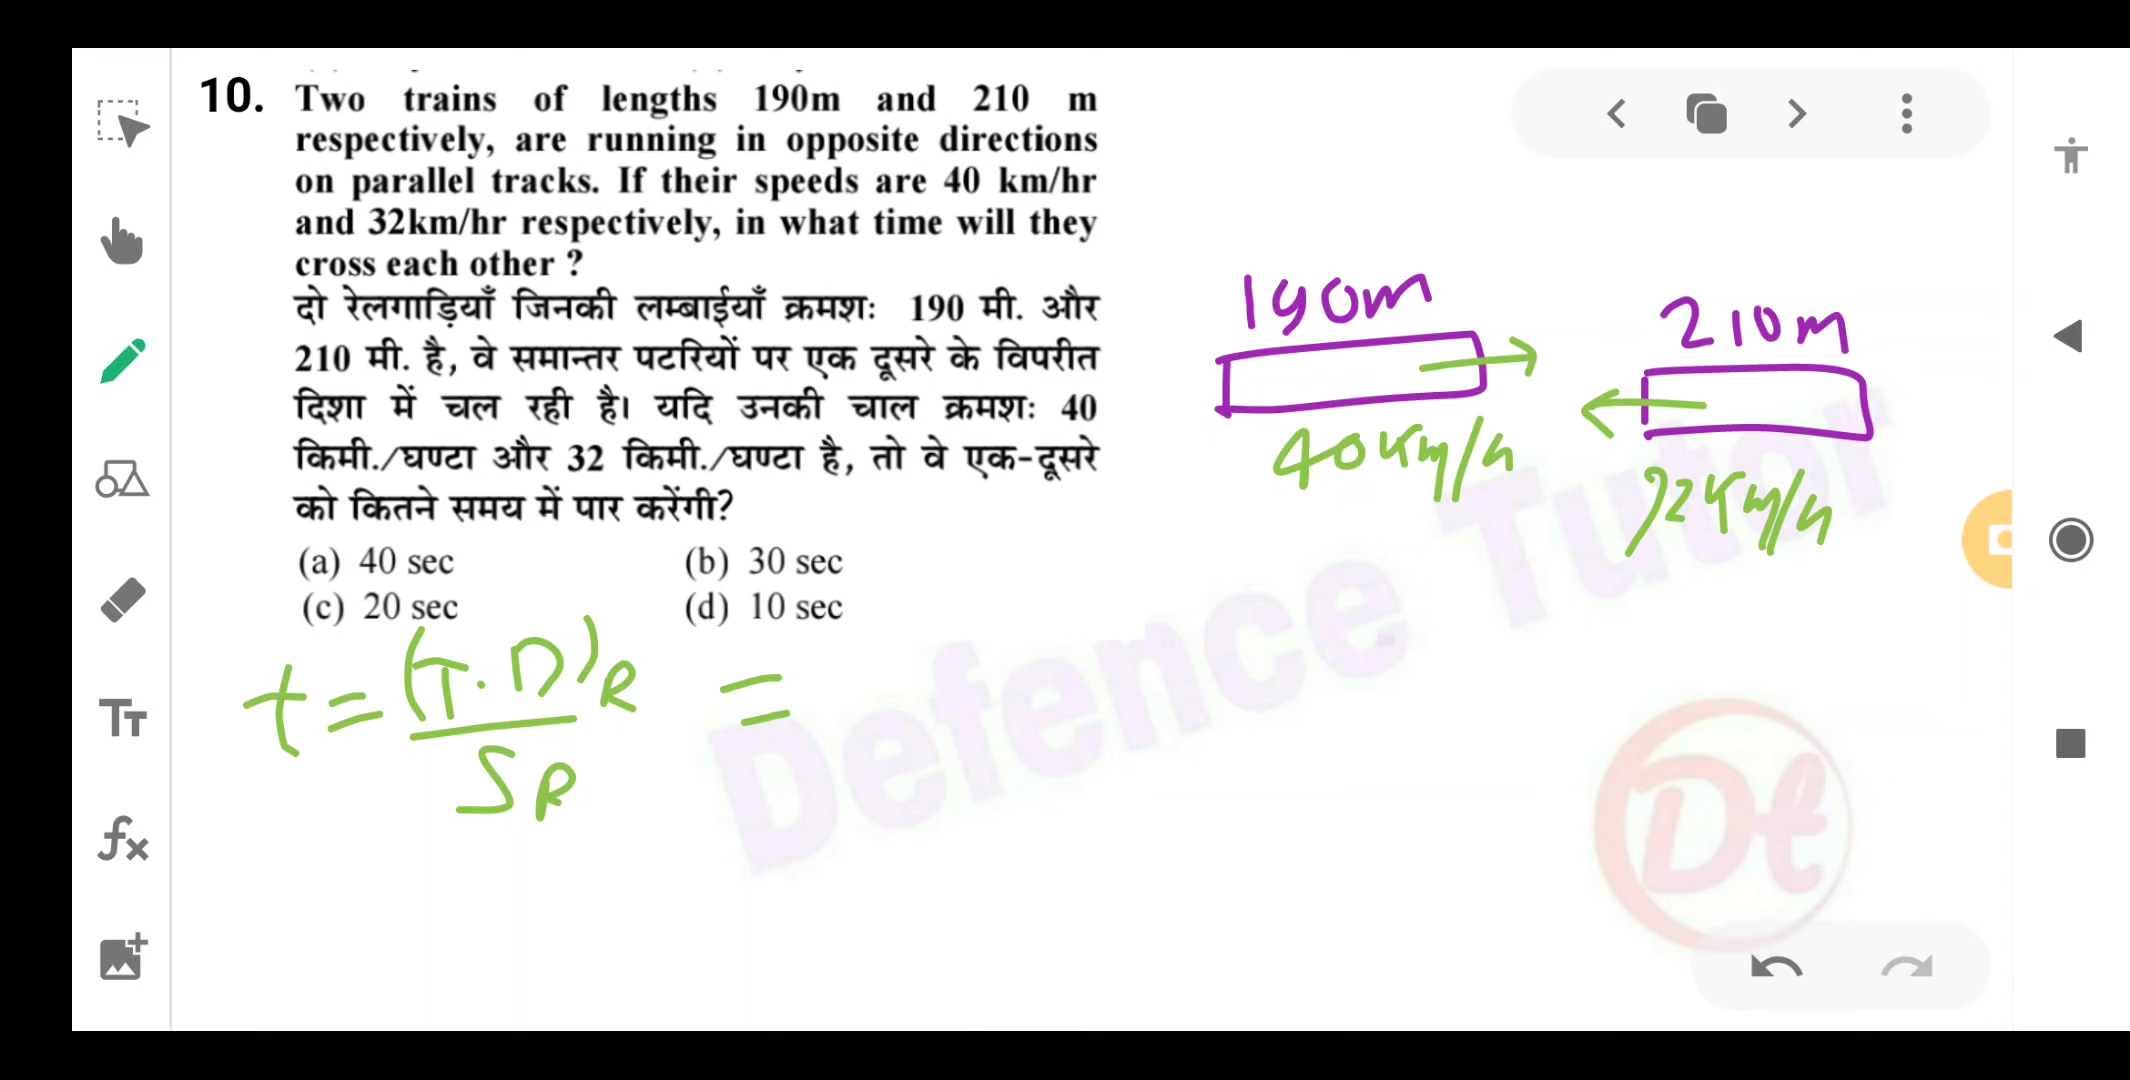 10. Two trains of lengths 190m and 210 m
respectively, are running in opposite directions
on parallel tracks. If their speeds are 40 km/hr
and 32km/hr respectively, in what time will they
cross each other ?
दो रेलगाड़ियाँ जिनकी लम्बाईयाँ क्रमशः 190 मी. और
210 मी. है, वे समान्तर पटरियों पर एक दूसरे के विपरीत
दिशा में चल रही है। यदि उनकी चाल क्रमशः 40
किमी./घण्टा और 32 किमी./घण्टा है, तो वे एक-दूसरे
को कितने समय में पार करेंगी?
(a) 40 sec (b) 30 sec
(c) 20 sec (d) 10 sec
t = (T.D)R =
SR
190m
210m
40Km/h
32Km/h
Defence Tutor
Dt
TT
fx